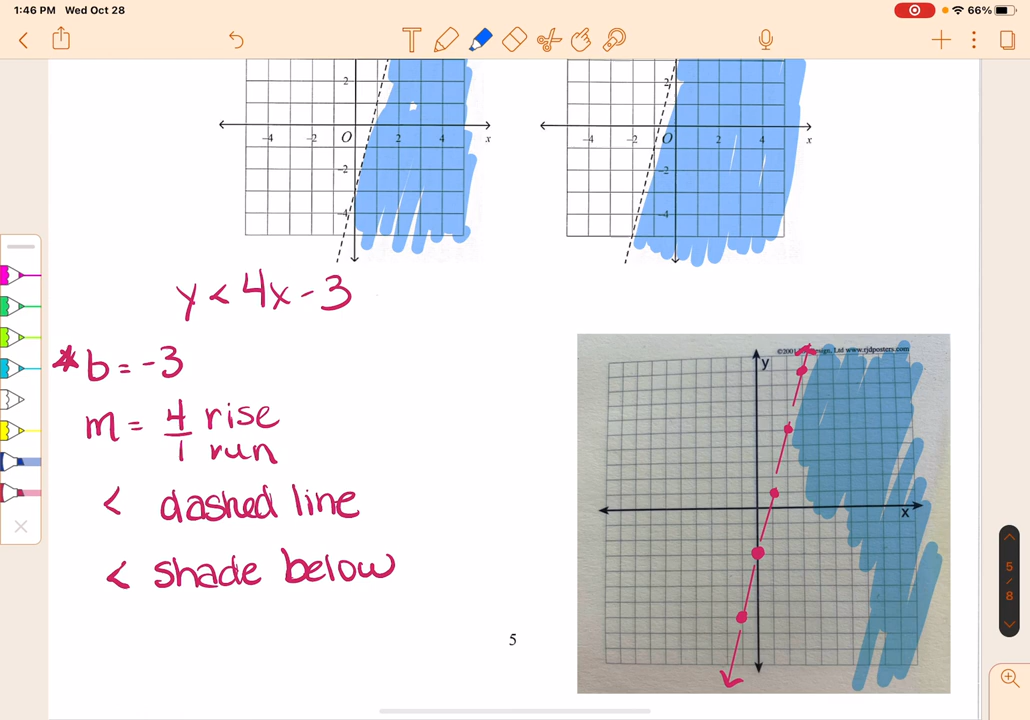 1:46 PM Wed Oct 28
66%
T
2
-4 -2 O 2 4 x
-2
-4
2
-4 -2 O 2 4 x
-2
-4
y < 4x - 3
* b = -3
m = 4/1 rise
run
< dashed line
< shade below
y
x
5
5
/
8